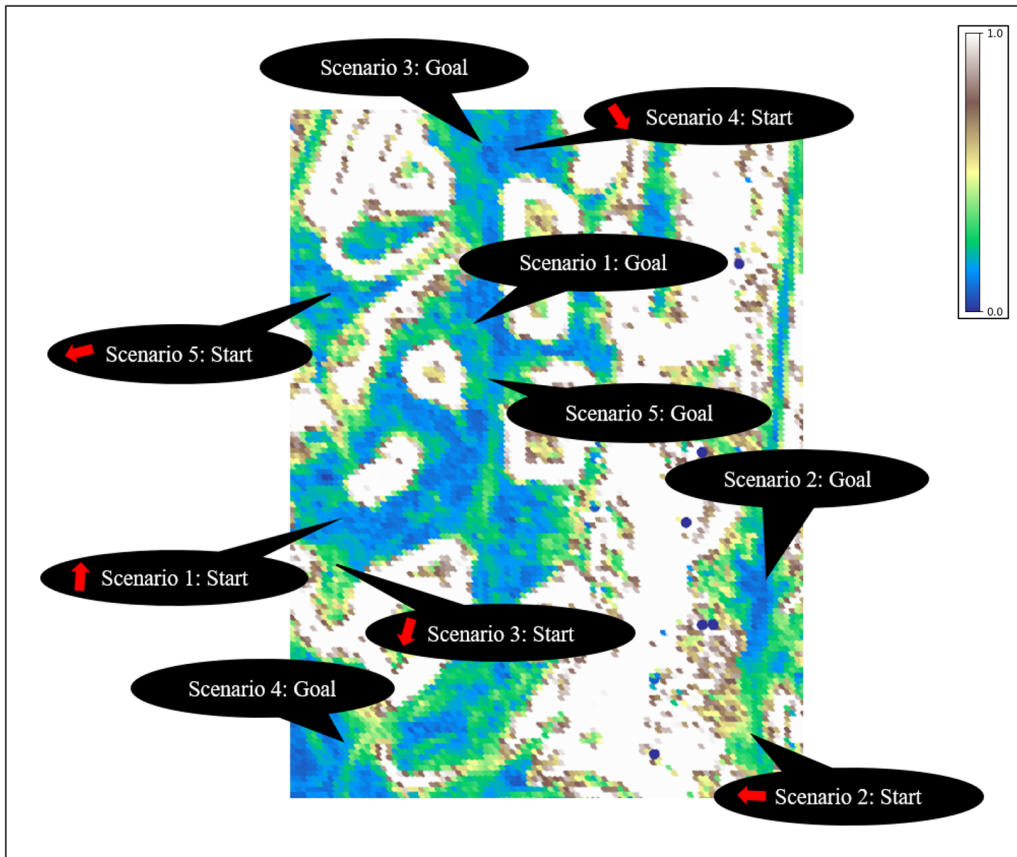 1.0
Scenario 3: Goal
Scenario 4: Start
Scenario 1: Goal
0.0
Scenario 5: Start
Scenario 5: Goal
Scenario 2: Goal
Scenario 1: Start
Scenario 3: Start
Scenario 4: Goal
Scenario 2: Start